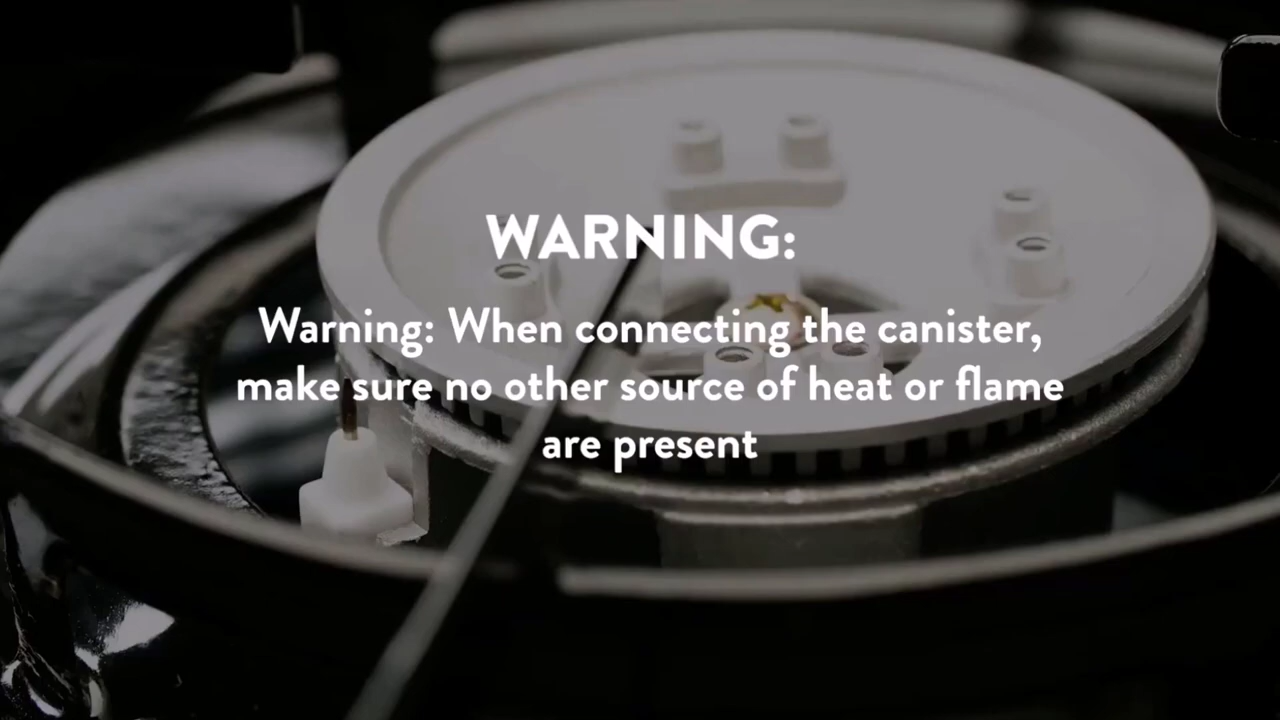 WARNING:
Warning: When connecting the canister,
make sure no other source of heat or flame
are present